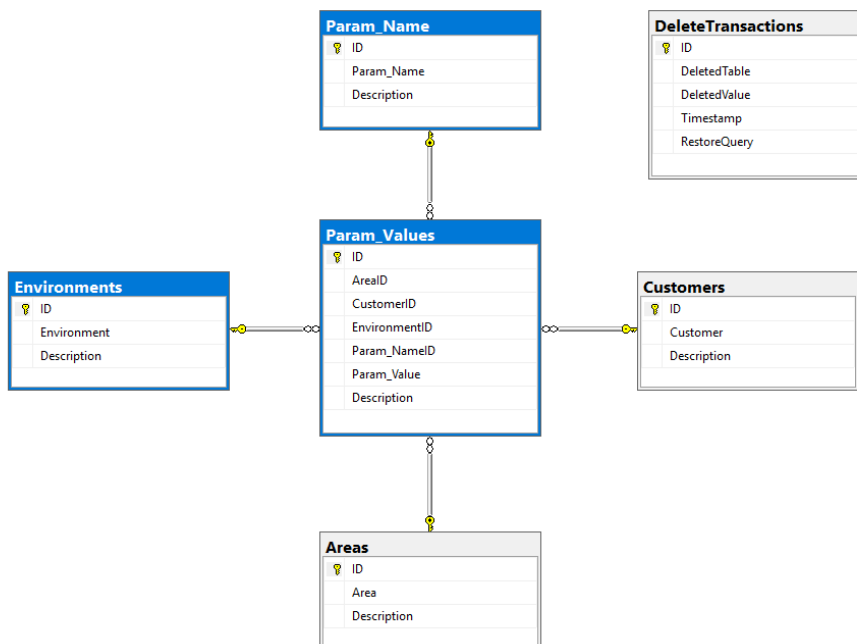 Param_Name
ID
Param_Name
Description
DeleteTransactions
ID
DeletedTable
DeletedValue
Timestamp
RestoreQuery
Param_Values
ID
AreaID
CustomerID
EnvironmentID
Param_NameID
Param_Value
Description
Environments
ID
Environment
Description
Customers
ID
Customer
Description
Areas
ID
Area
Description